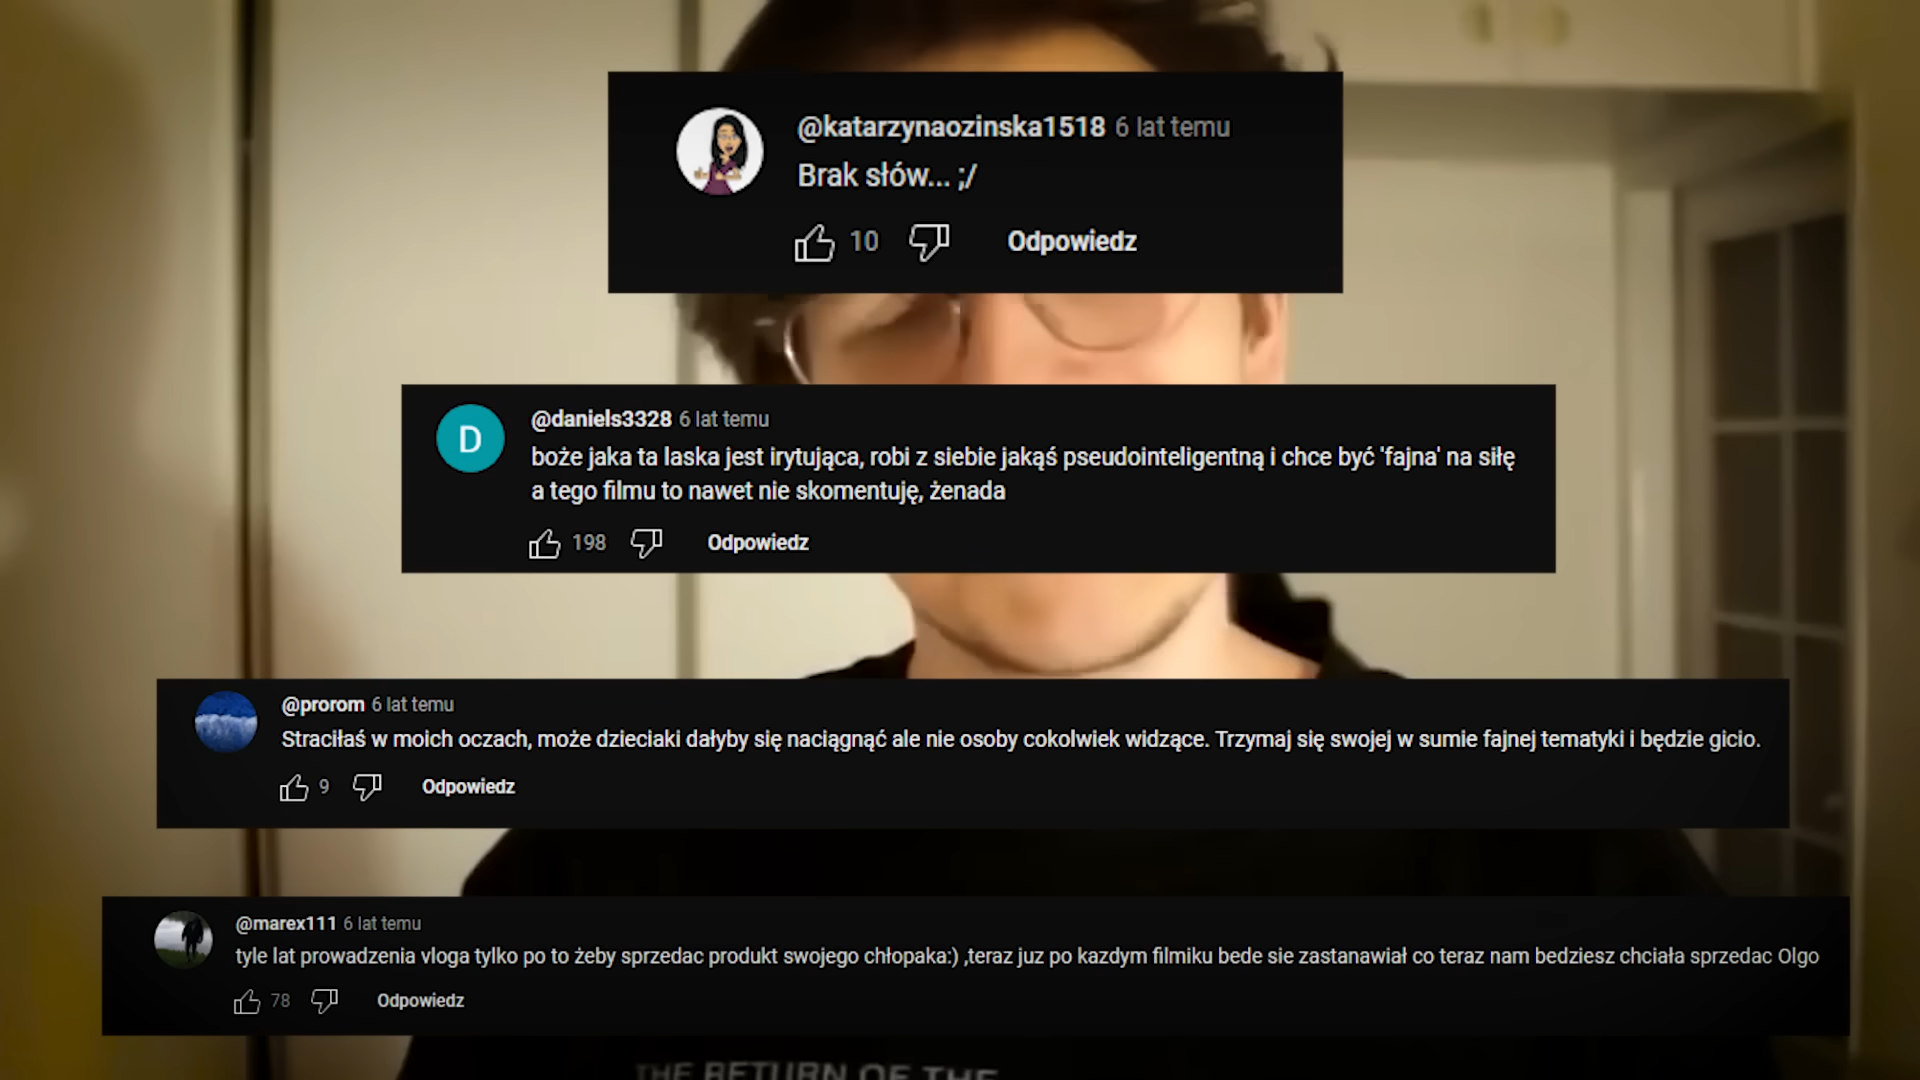 @katarzynaozinska1518 6 lat temu
Brak słów... ;/
10 Odpowiedz
D
@daniels3328 6 lat temu
boże jaka ta laska jest irytująca, robi z siebie jakąś pseudointeligentną i chce być 'fajna' na siłę
a tego filmu to nawet nie skomentuję, żenada
198 Odpowiedz
@prorom 6 lat temu
Straciłaś w moich oczach, może dzieciaki dałyby się naciągnąć ale nie osoby cokolwiek widzące. Trzymaj się swojej w sumie fajnej tematyki i będzie gicio.
9 Odpowiedz
@marex111 6 lat temu
tyle lat prowadzenia vloga tylko po to żeby sprzedac produkt swojego chłopaka:) ,teraz juz po kazdym filmiku bede sie zastanawiał co teraz nam bedziesz chciała sprzedac Olgo
78 Odpowiedz
THE RETURN OF THE